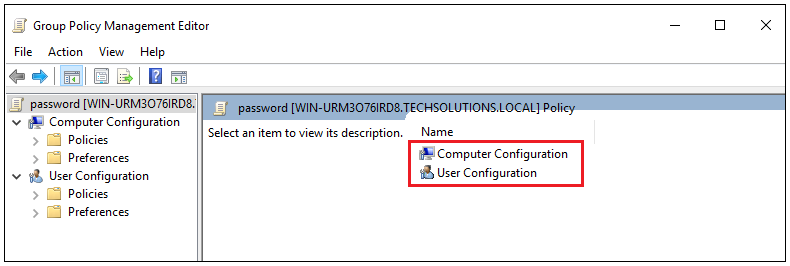 Group Policy Management Editor
File Action View Help
password [WIN-URM3O76IRD8.
Computer Configuration
Policies
Preferences
User Configuration
Policies
Preferences
password [WIN-URM3O76IRD8.TECHSOLUTIONS.LOCAL] Policy
Select an item to view its description.
Name
Computer Configuration
User Configuration